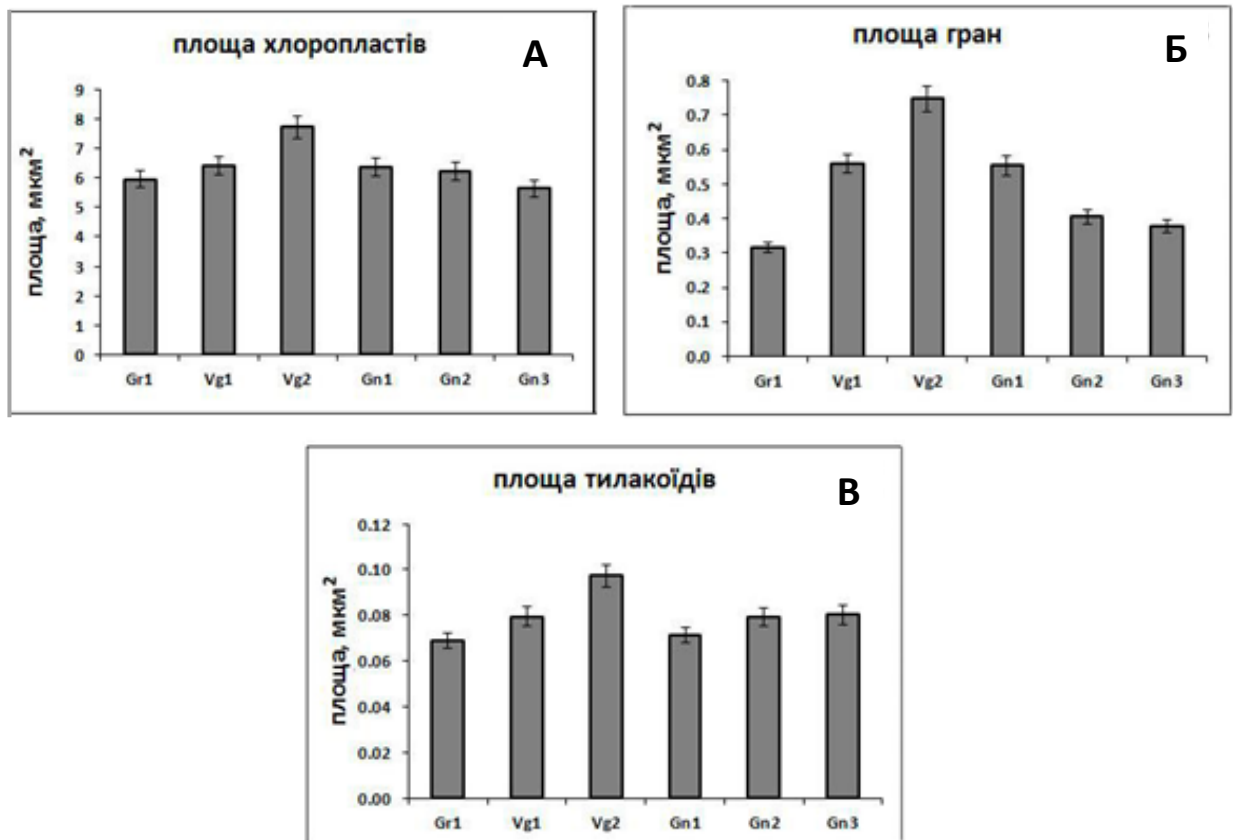 площа хлоропластів
А
площа, мкм²
9
8
7
6
5
4
3
2
1
0
Gr1 Vg1 Vg2 Gn1 Gn2 Gn3
площа гран
Б
площа, мкм²
0.8
0.7
0.6
0.5
0.4
0.3
0.2
0.1
0.0
Gr1 Vg1 Vg2 Gn1 Gn2 Gn3
площа тилакоїдів
В
площа, мкм²
0.12
0.10
0.08
0.06
0.04
0.02
0.00
Gr1 Vg1 Vg2 Gn1 Gn2 Gn3